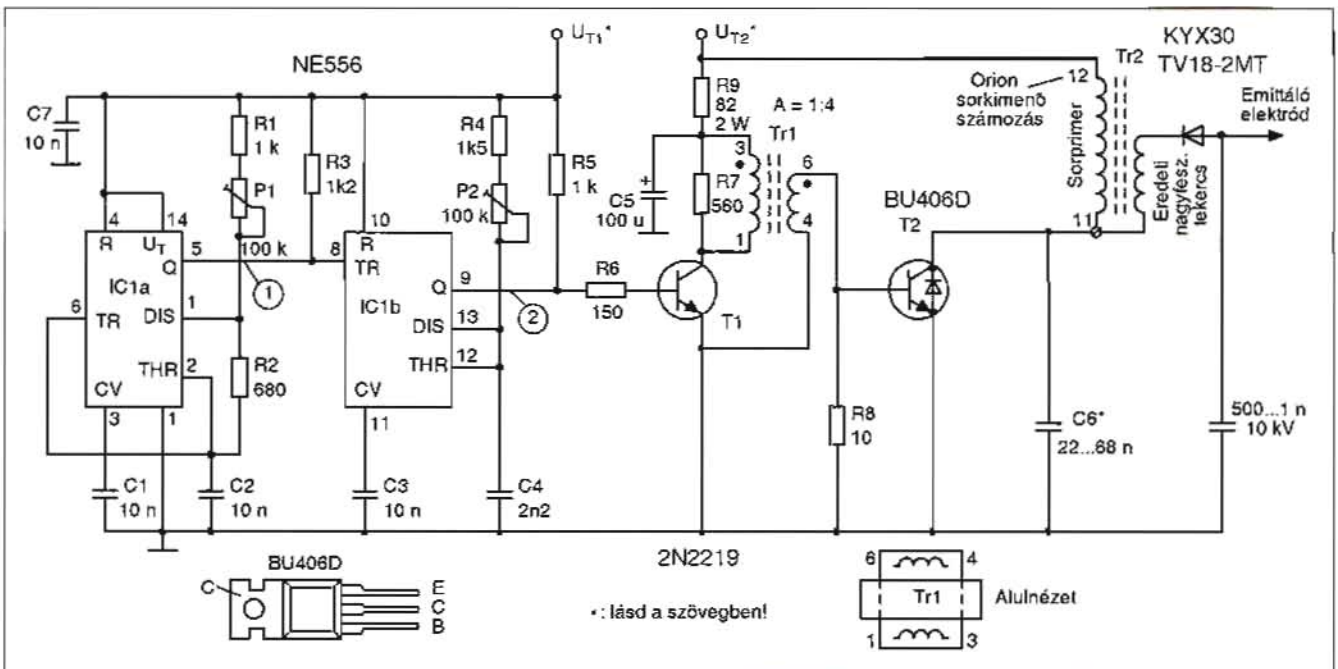 U_T1*
U_T2*
KYX30
TV18-2MT
Tr2
NE556
Orion
sorkimenő
számozás
12
Emittáló
elektród
C7
10 n
R1
1 k
R3
1k2
P1
100 k
R4
1k5
P2
100 k
R5
1 k
R9
82
2 W
A = 1:4
Tr1
3
6
R7
560
C5
100 u
+
1
4
Sorprimer
Eredeti
nagyfesz.
tekercs
11
BU406D
T2
4
14
R
U_T
5
Q
IC1a
6
TR
1
DIS
2
THR
CV
3
1
1
R2
680
10
R
8
TR
9
Q
IC1b
13
DIS
12
THR
CV
11
2
R6
150
T1
R8
10
C6*
22...68 n
500...1 n
10 kV
C1
10 n
C2
10 n
C3
10 n
C4
2n2
BU406D
C
E
C
B
2N2219
*: lásd a szövegben!
6
4
Tr1
1
3
Alulnézet